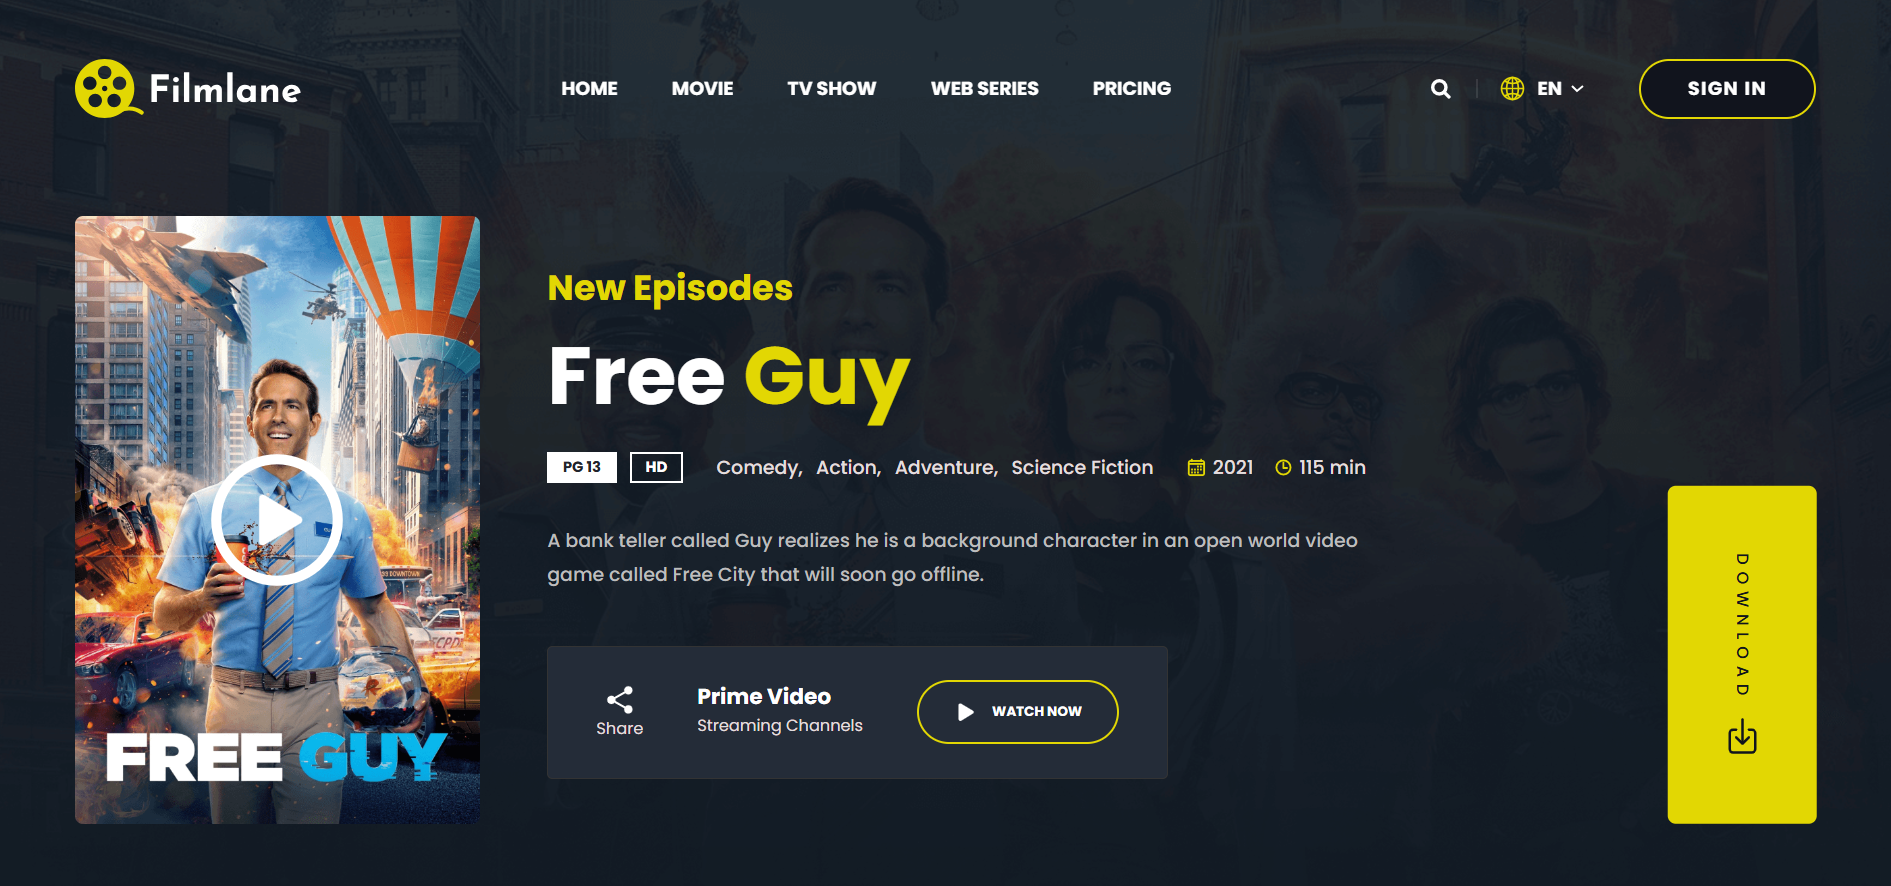 Filmlane
HOME MOVIE TV SHOW WEB SERIES PRICING
EN
SIGN IN
New Episodes
Free Guy
PG 13 HD Comedy, Action, Adventure, Science Fiction 2021 115 min
A bank teller called Guy realizes he is a background character in an open world video
game called Free City that will soon go offline.
Share
Prime Video
Streaming Channels
WATCH NOW
DOWNLOAD
DOWNTOWN
FREE GUY